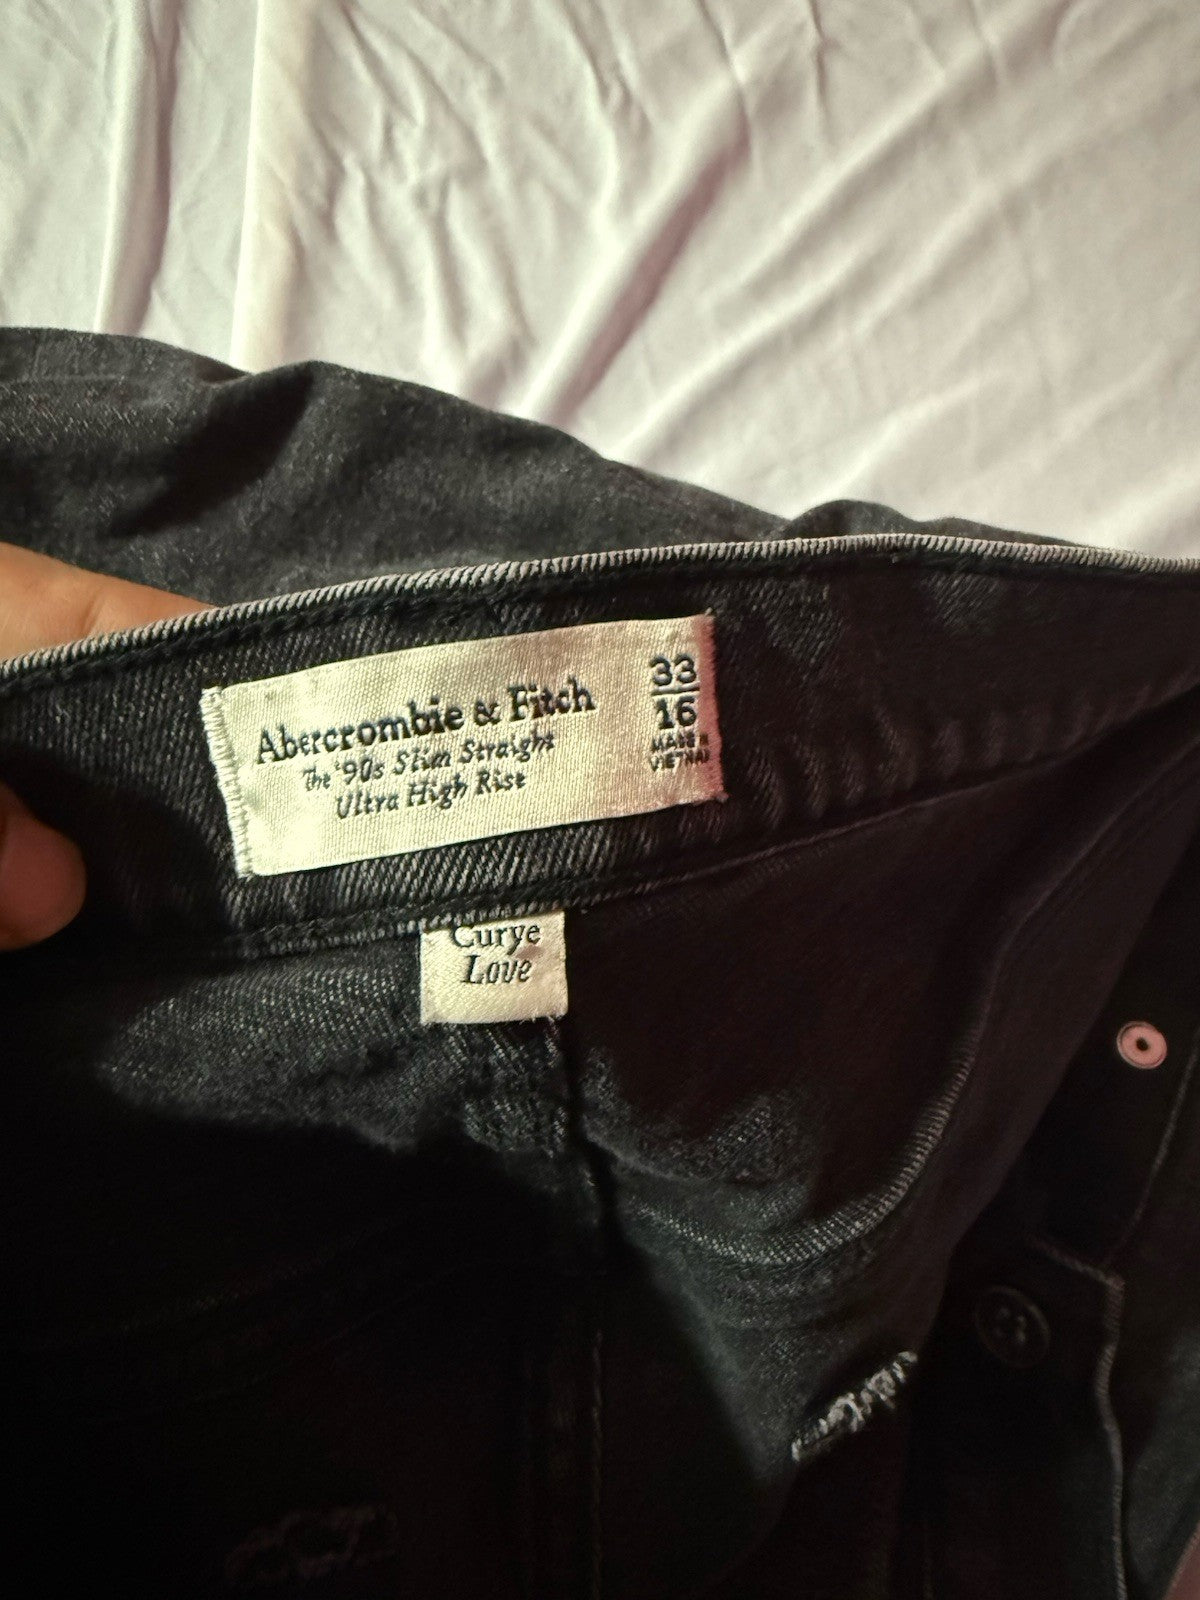 Abercrombie & Fitch
The '90s Slim Straight
Ultra High Rise
33
16
MADE IN
VIETNAM
Curve
Love